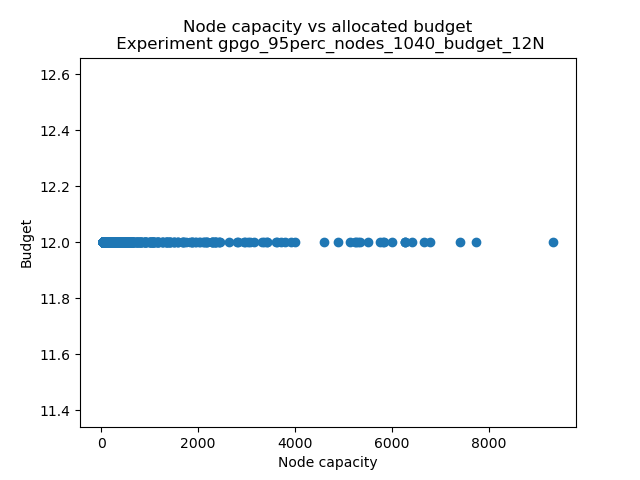 Node capacity vs allocated budget
Experiment gpgo_95perc_nodes_1040_budget_12N
12.6
12.4
12.2
12.0
11.8
11.6
11.4
Budget
0 2000 4000 6000 8000
Node capacity